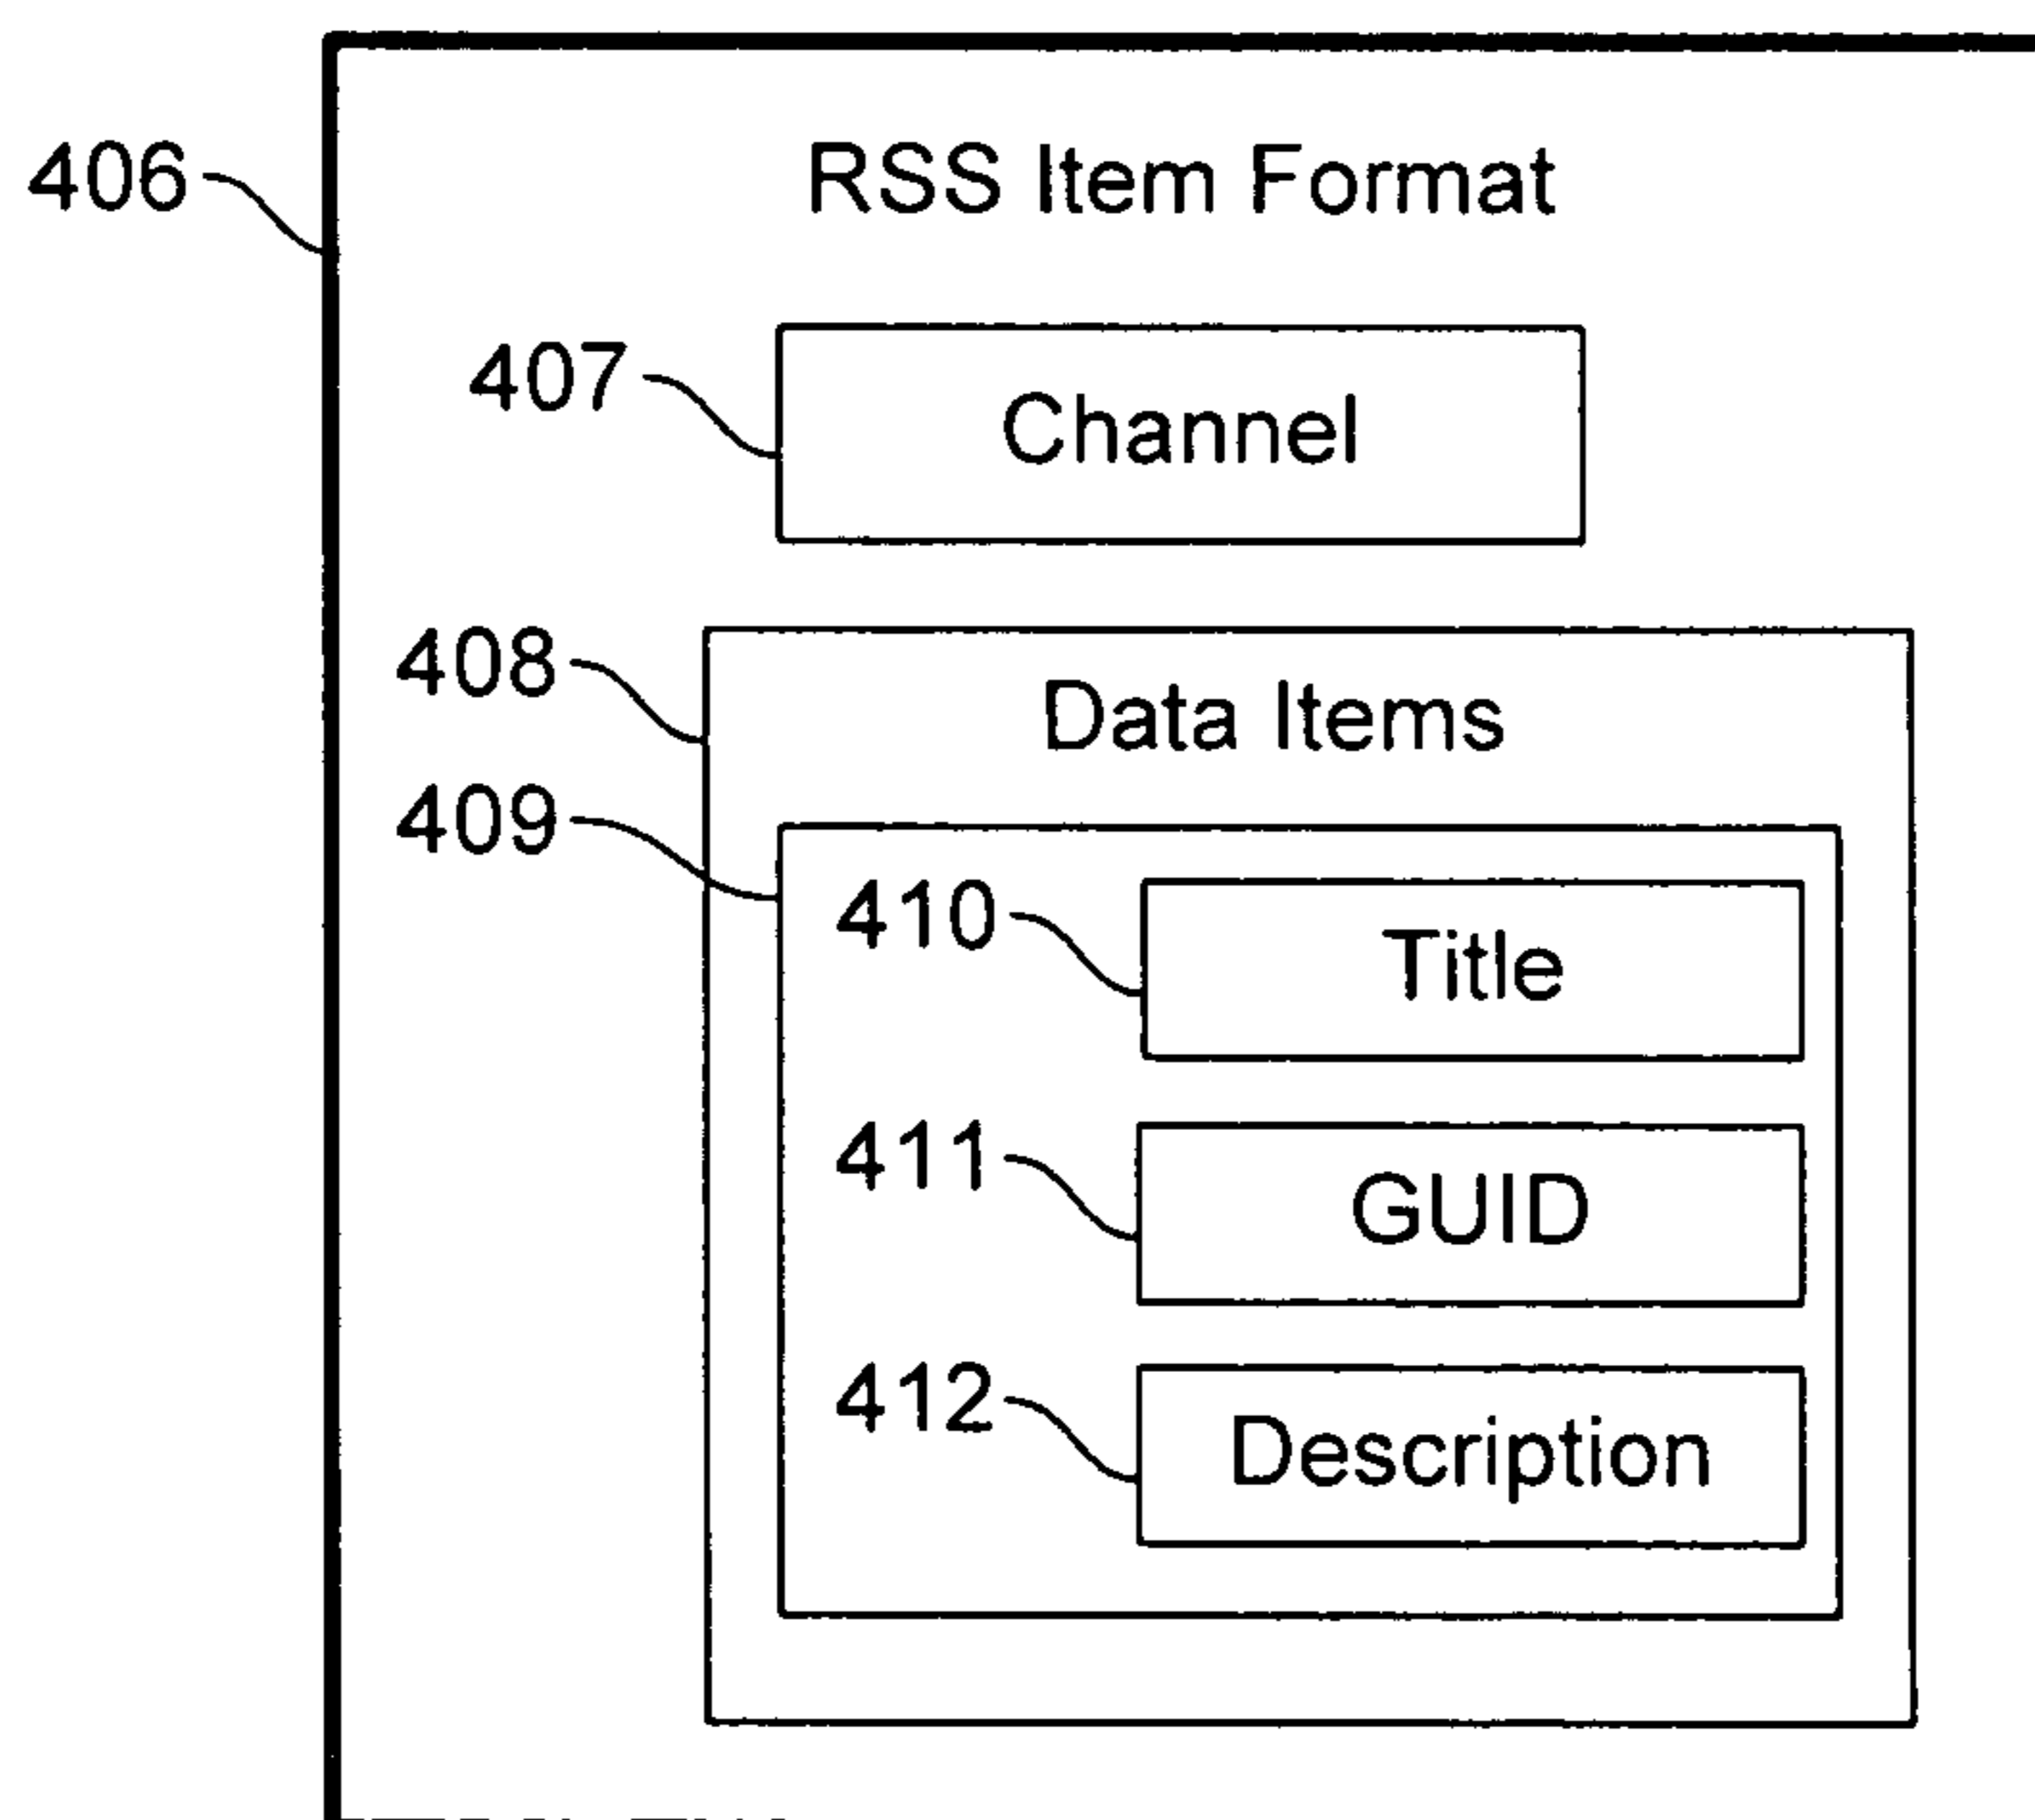 406
RSS Item Format
407
Channel
408
Data Items
409
410
Title
411
GUID
412
Description